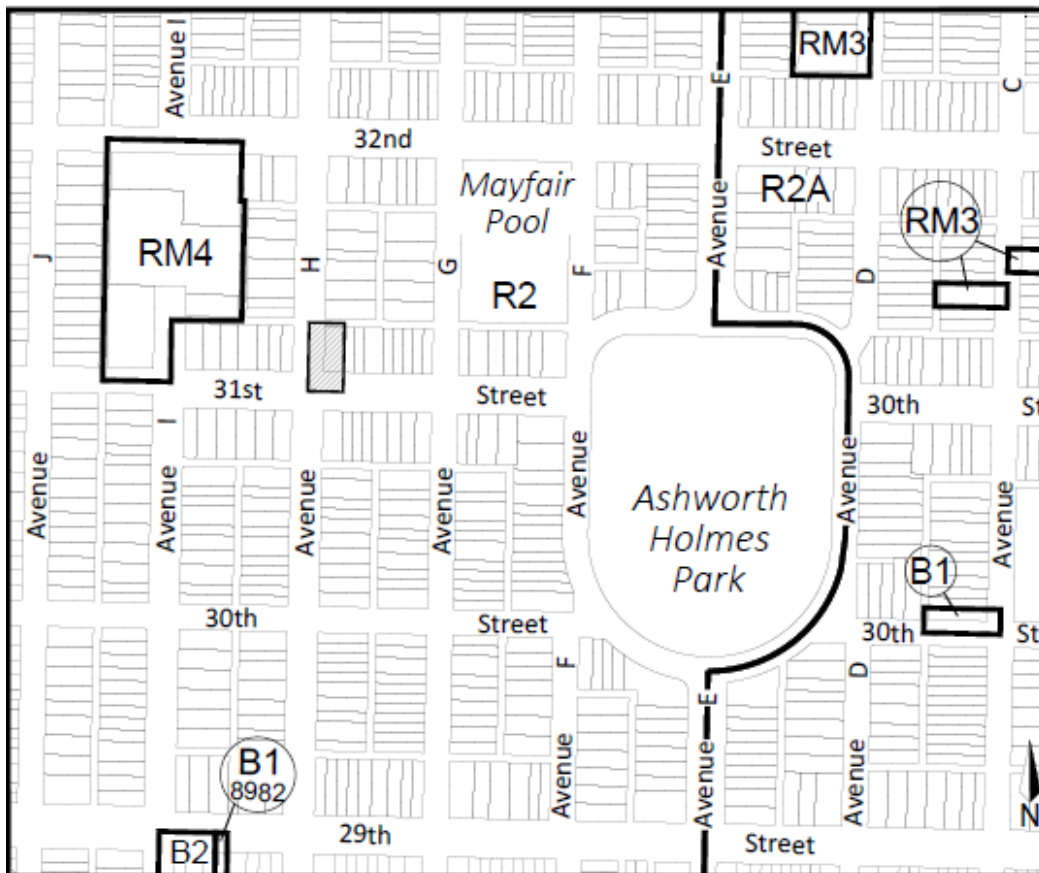 Avenue I
E
RM3
C
32nd
Street
Mayfair
Pool
R2A
RM3
Avenue
RM4
J
H
G
F
D
R2
31st
Street
30th
St
I
Avenue
Avenue
Avenue
Avenue
Avenue
Avenue
Avenue
Ashworth
Holmes
Park
B1
30th
Street
30th
St
F
E
D
Avenue
Avenue
Avenue
B1
8982
N
29th
Street
B2